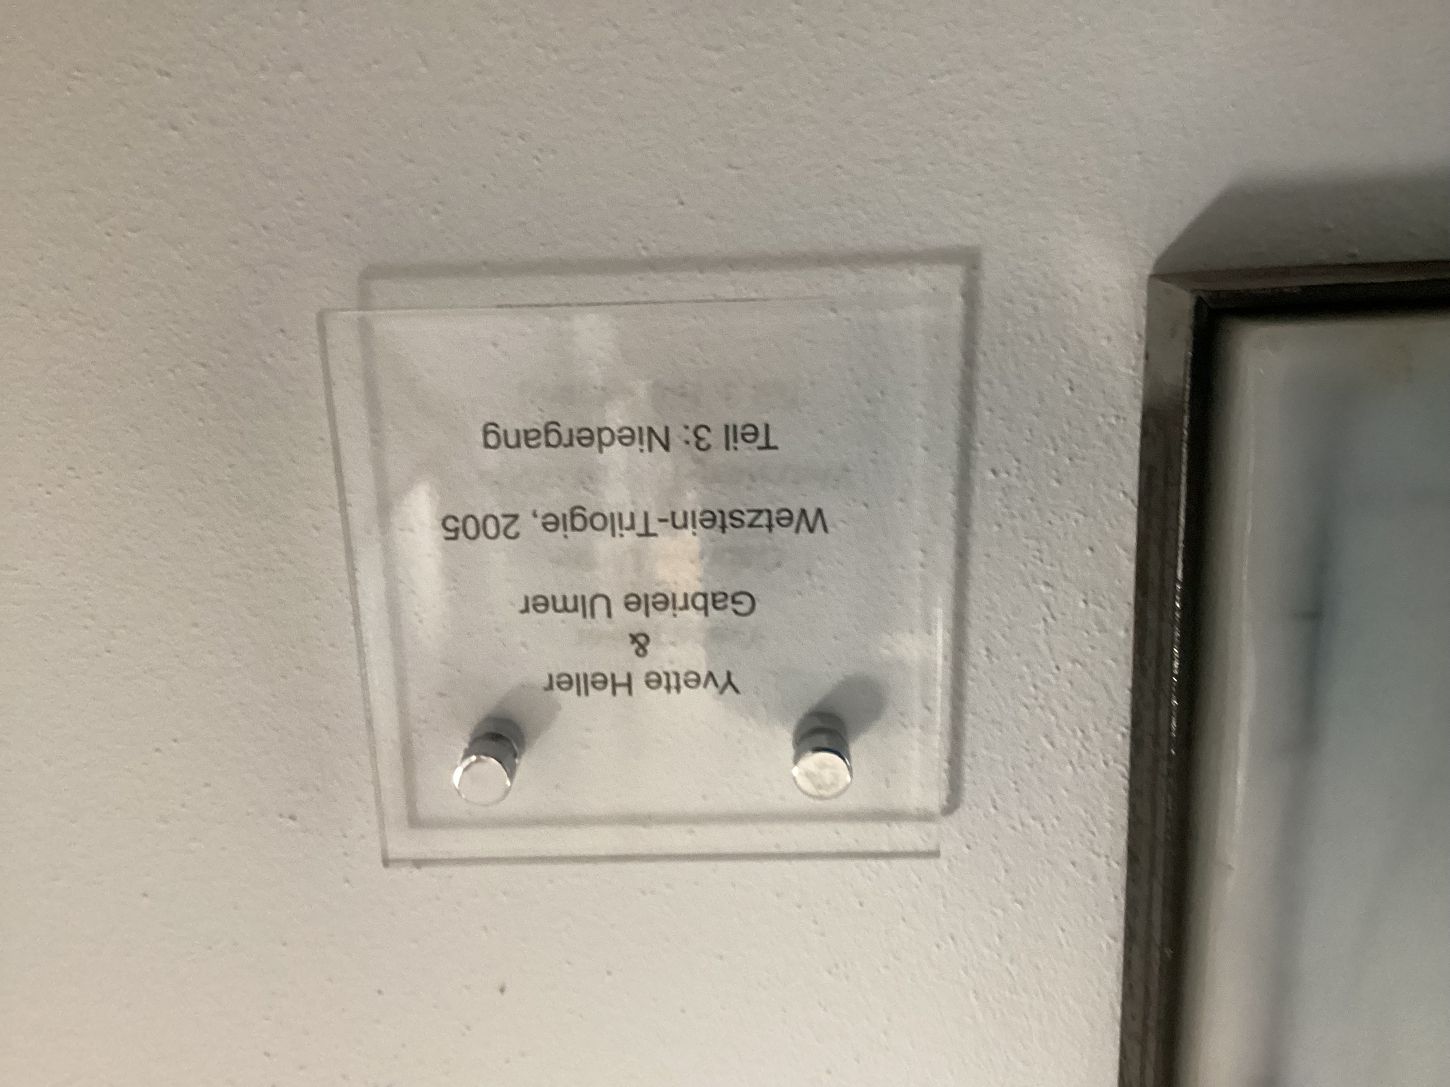 Yvette Heller
&
Gabriele Ulmer
Wetzstein-Trilogie, 2005
Teil 3: Niedergang